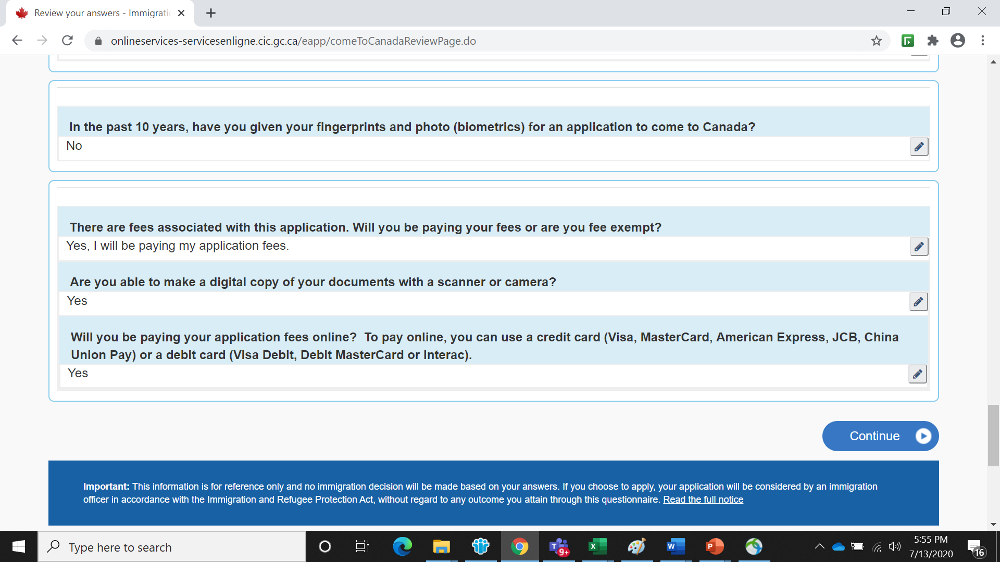 Review your answers - Immigratio
onlineservices-servicesenligne.cic.gc.ca/eapp/comeToCanadaReviewPage.do
In the past 10 years, have you given your fingerprints and photo (biometrics) for an application to come to Canada?
No
There are fees associated with this application. Will you be paying your fees or are you fee exempt?
Yes, I will be paying my application fees.
Are you able to make a digital copy of your documents with a scanner or camera?
Yes
Will you be paying your application fees online?  To pay online, you can use a credit card (Visa, MasterCard, American Express, JCB, China
Union Pay) or a debit card (Visa Debit, Debit MasterCard or Interac).
Yes
Continue
Important: This information is for reference only and no immigration decision will be made based on your answers. If you choose to apply, your application will be considered by an immigration
officer in accordance with the Immigration and Refugee Protection Act, without regard to any outcome you attain through this questionnaire. Read the full notice
Type here to search
T
9+
X
W
P
5:55 PM
7/13/2020
16